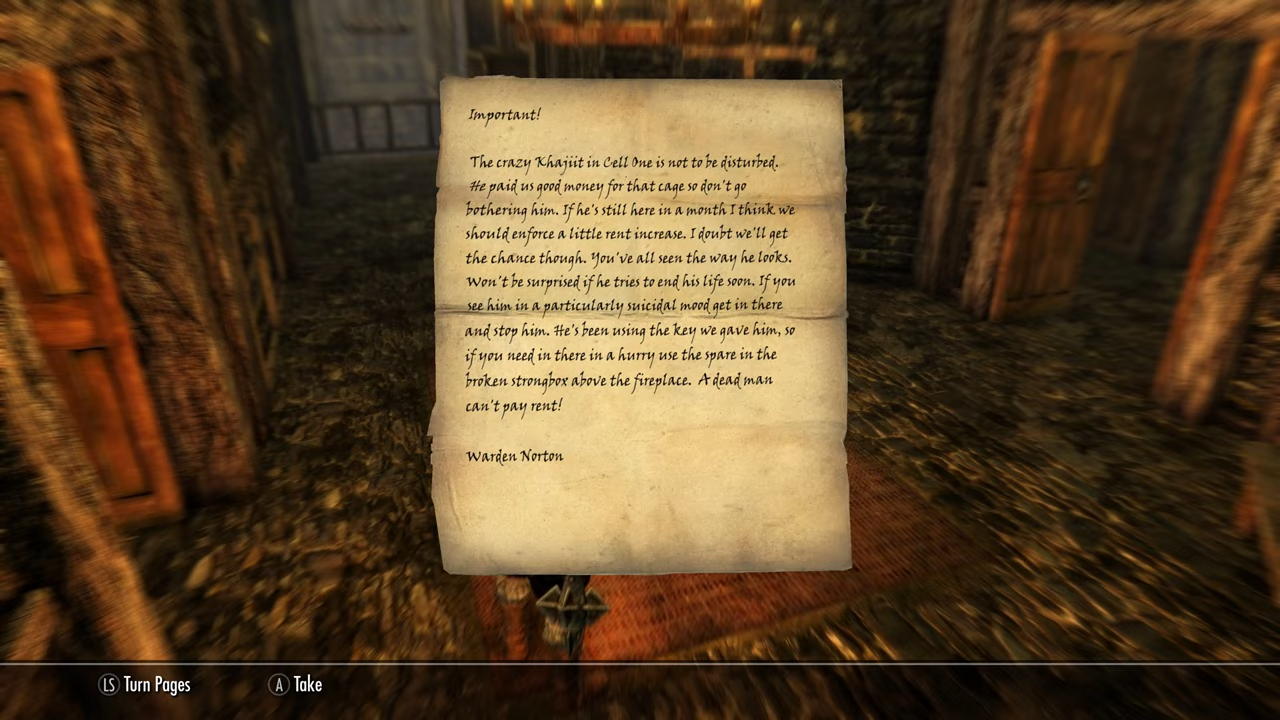 Important!
The crazy Khajiit in Cell One is not to be disturbed.
He paid us good money for that cage so don't go
bothering him. If he's still here in a month I think we
should enforce a little rent increase. I doubt we'll get
the chance though. You've all seen the way he looks.
Won't be surprised if he tries to end his life soon. If you
see him in a particularly suicidal mood get in there
and stop him. He's been using the key we gave him, so
if you need in there in a hurry use the spare in the
broken strongbox above the fireplace. A dead man
can't pay rent!
Warden Norton
LS Turn Pages
A Take